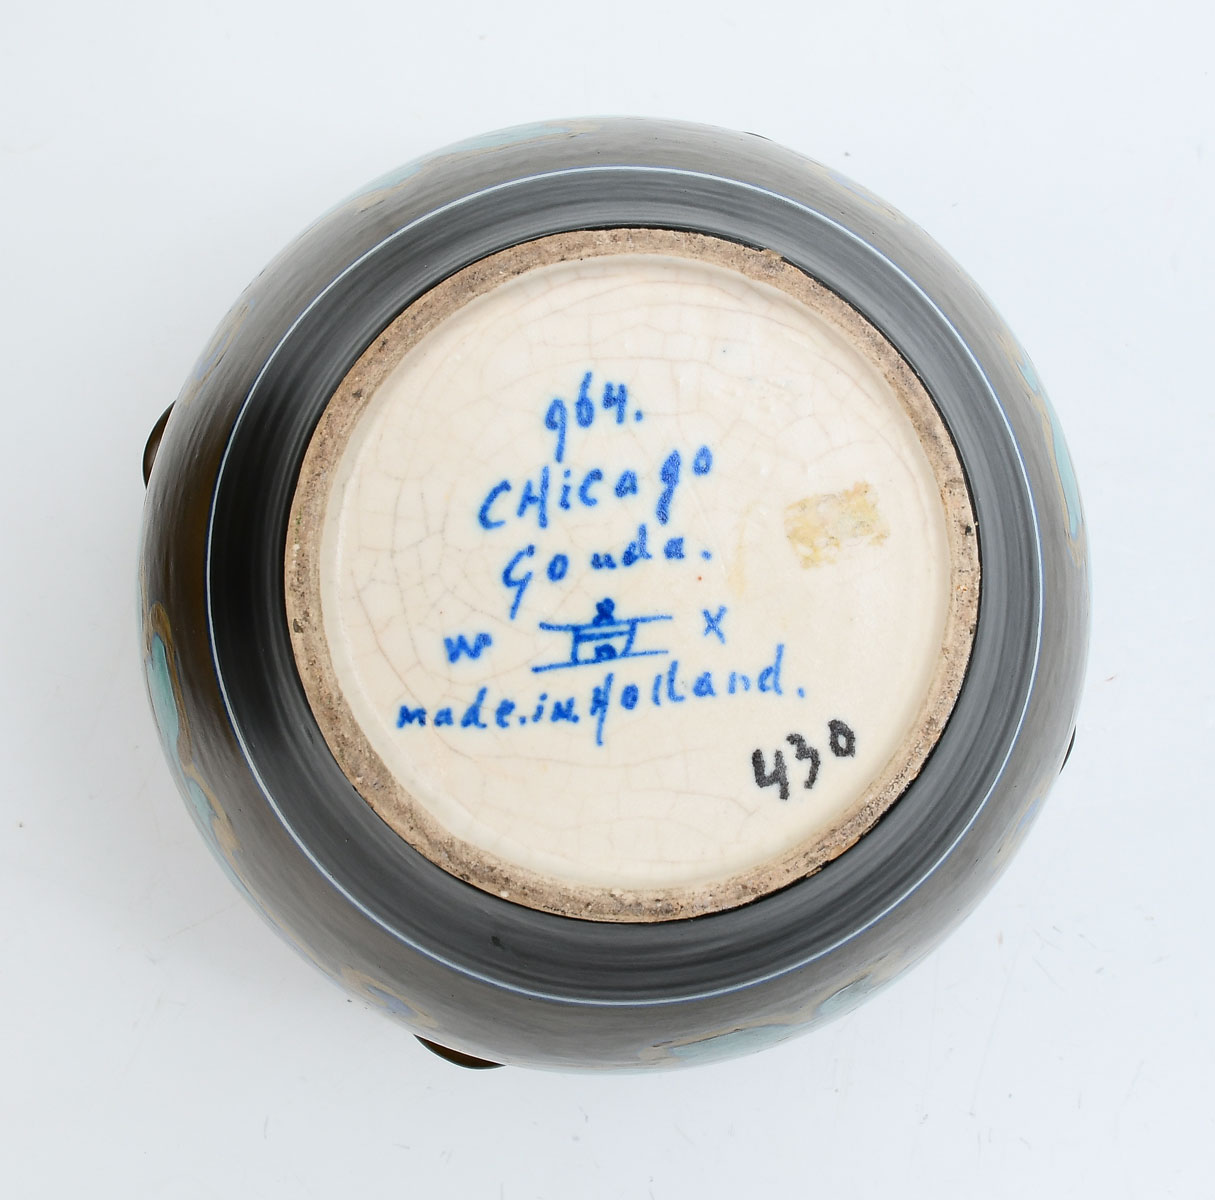 964.
CHicago
Gouda.
W X
made.in.Holland.
430